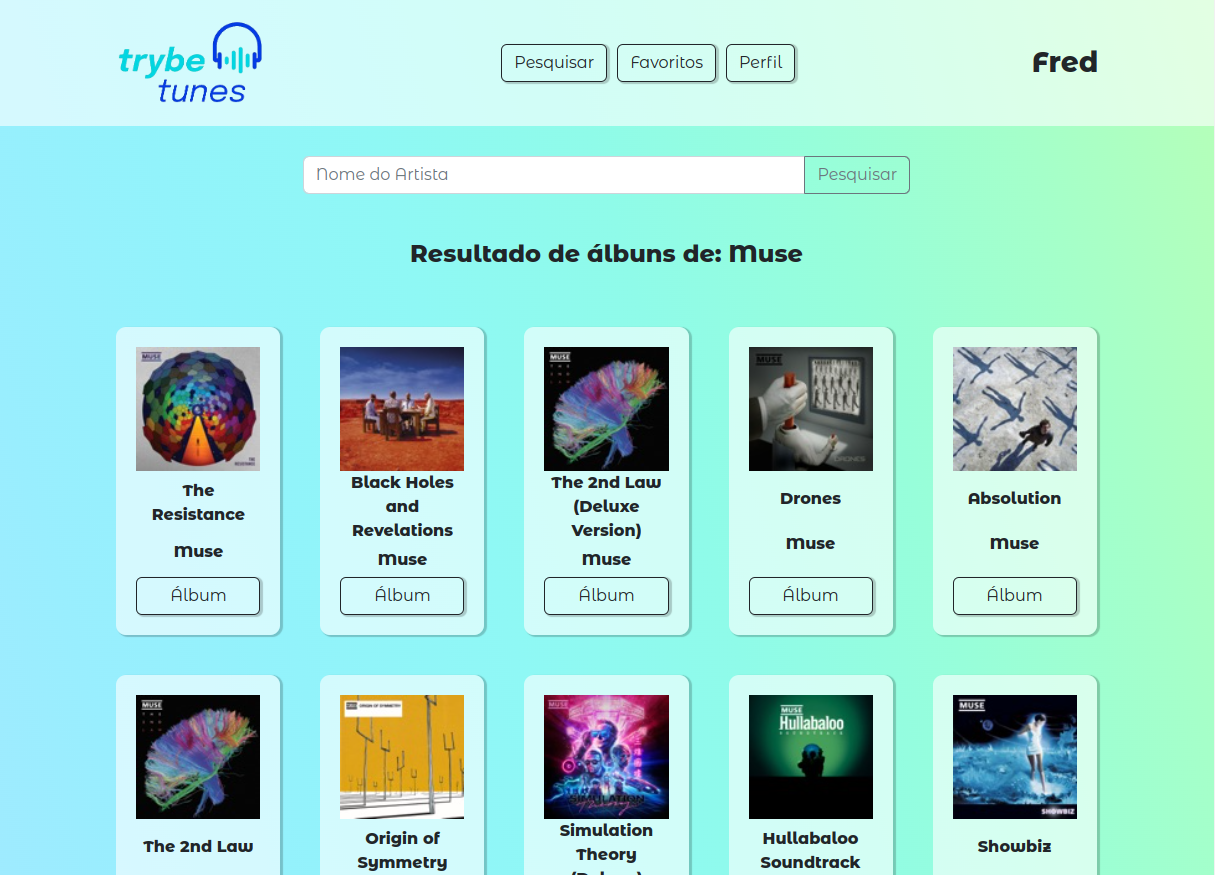 trybe
tunes
Pesquisar Favoritos Perfil
Fred
Nome do Artista Pesquisar
Resultado de álbuns de: Muse
MUSE
THE
RESISTANCE
The
Resistance
Muse
Álbum
Black Holes
and
Revelations
Muse
Álbum
MUSE
The 2nd Law
(Deluxe
Version)
Muse
Álbum
MUSE
DRONES
Drones
Muse
Álbum
Absolution
Muse
Álbum
MUSE
The 2nd Law
MUSE ORIGIN OF SYMMETRY
Origin of
Symmetry
MUSE
SIMULATION
Simulation
Theory
(Deluxe)
MUSE
Hullabaloo
SOUNDTRACK
Hullabaloo
Soundtrack
MUSE
SHOWBIZ
Showbiz